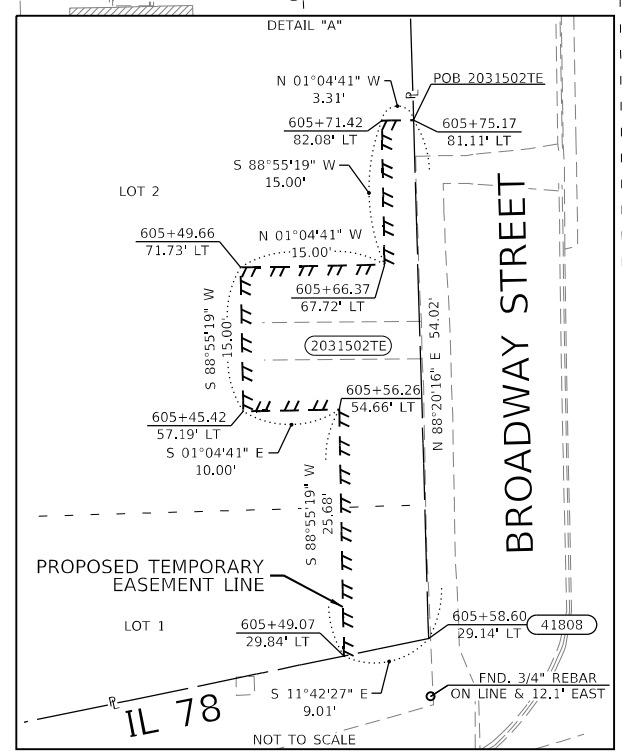 DETAIL "A"
N 01°04'41" W
3.31'
POB 2031502TE
PL
605+71.42
82.08' LT
605+75.17
81.11' LT
S 88°55'19" W
15.00'
LOT 2
605+49.66
71.73' LT
N 01°04'41" W
15.00'
605+66.37
67.72' LT
S 88°55'19" W
15.00'
2031502TE
N 88°20'16" E 54.02'
BROADWAY STREET
605+56.26
54.66' LT
605+45.42
57.19' LT
S 01°04'41" E
10.00'
S 88°55'19" W
25.68'
PROPOSED TEMPORARY
EASEMENT LINE
LOT 1
605+49.07
29.84' LT
605+58.60
29.14' LT
41808
S 11°42'27" E
9.01'
FND. 3/4" REBAR
ON LINE & 12.1' EAST
PL
IL 78
NOT TO SCALE